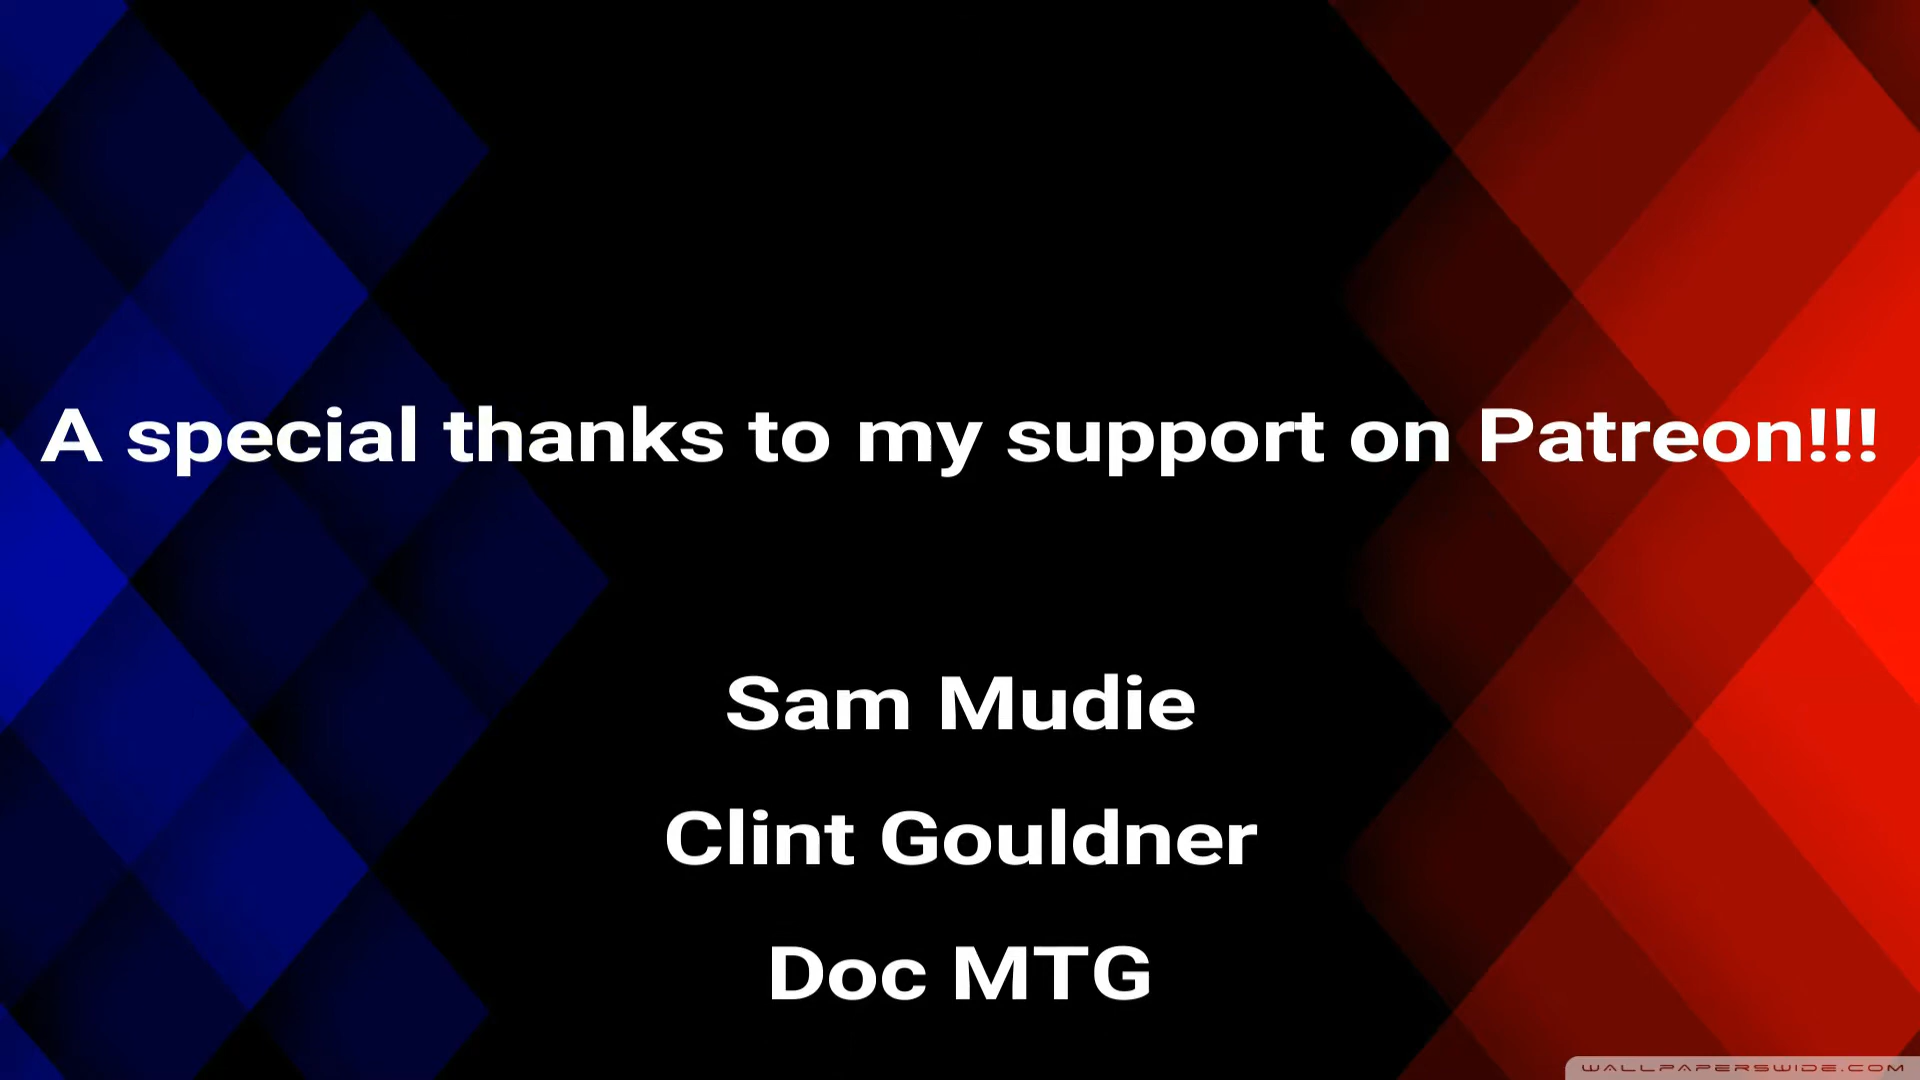 A special thanks to my support on Patreon!!!
Sam Mudie
Clint Gouldner
Doc MTG
WALLPAPERSWIDE.COM